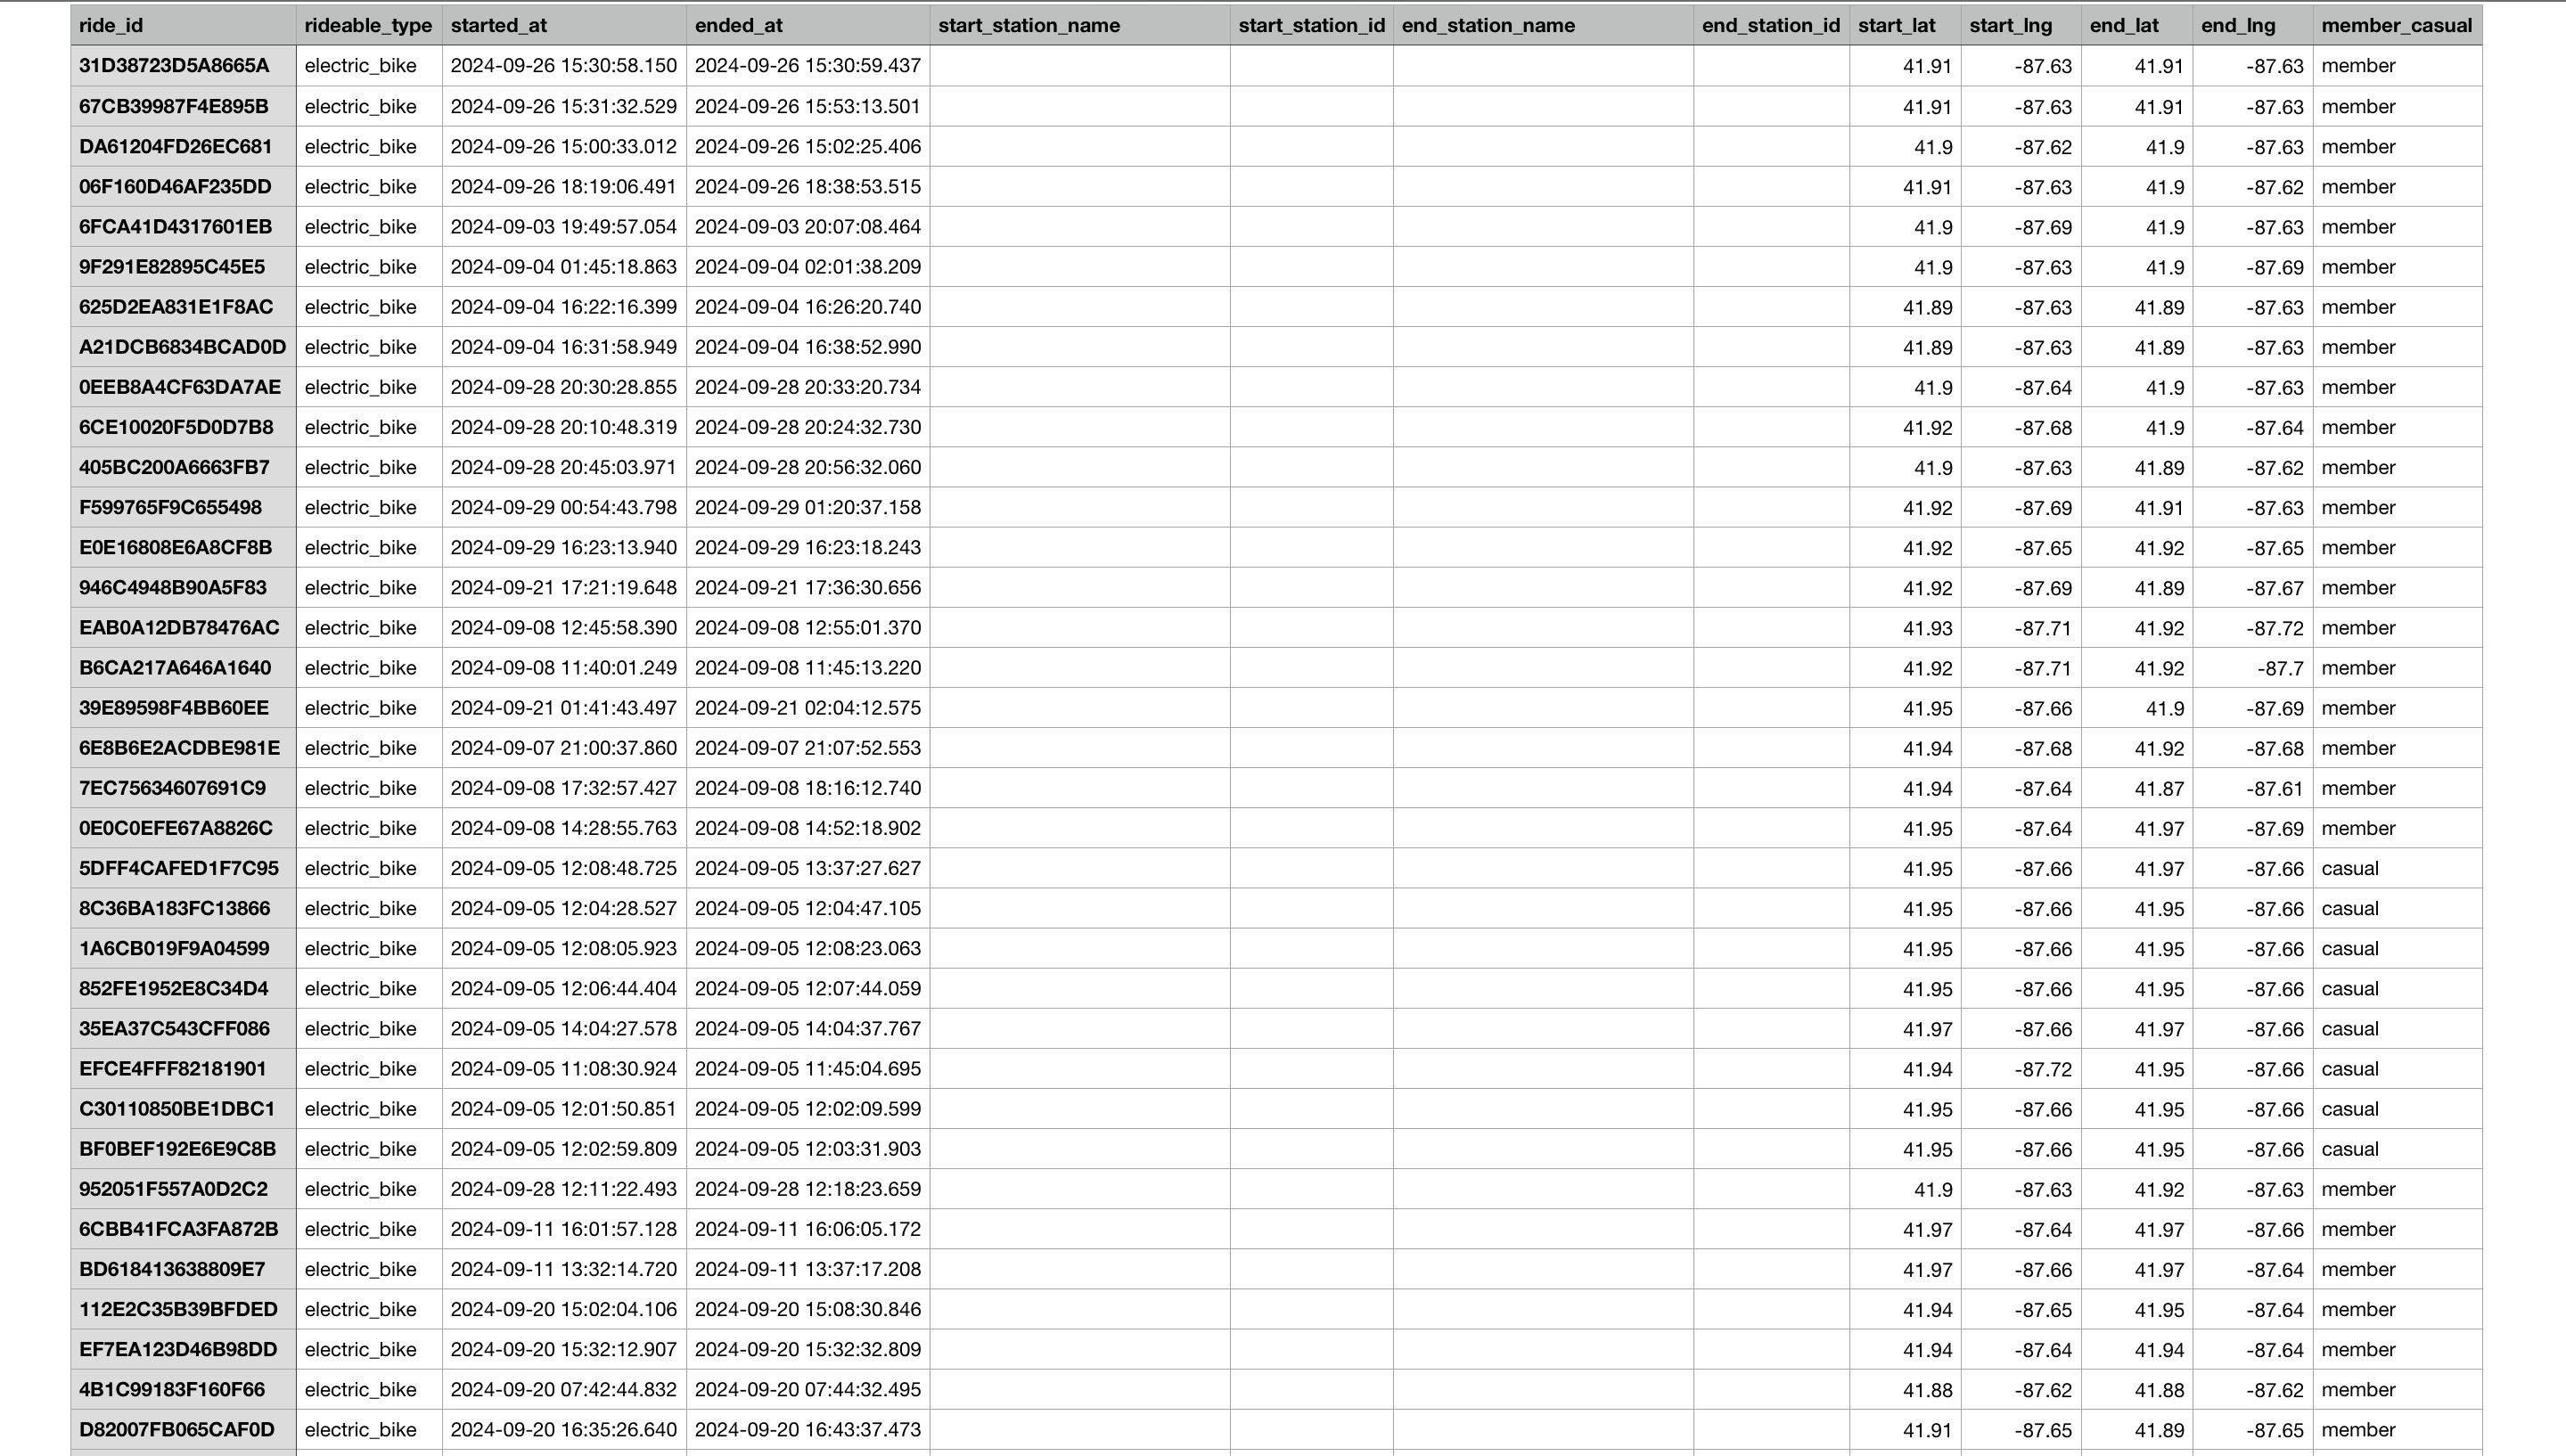 ride_id rideable_type started_at ended_at start_station_name start_station_id end_station_name end_station_id start_lat start_lng end_lat end_lng member_casual
31D38723D5A8665A electric_bike 2024-09-26 15:30:58.150 2024-09-26 15:30:59.437 41.91 -87.63 41.91 -87.63 member
67CB39987F4E895B electric_bike 2024-09-26 15:31:32.529 2024-09-26 15:53:13.501 41.91 -87.63 41.91 -87.63 member
DA61204FD26EC681 electric_bike 2024-09-26 15:00:33.012 2024-09-26 15:02:25.406 41.9 -87.62 41.9 -87.63 member
06F160D46AF235DD electric_bike 2024-09-26 18:19:06.491 2024-09-26 18:38:53.515 41.91 -87.63 41.9 -87.62 member
6FCA41D4317601EB electric_bike 2024-09-03 19:49:57.054 2024-09-03 20:07:08.464 41.9 -87.69 41.9 -87.63 member
9F291E82895C45E5 electric_bike 2024-09-04 01:45:18.863 2024-09-04 02:01:38.209 41.9 -87.63 41.9 -87.69 member
625D2EA831E1F8AC electric_bike 2024-09-04 16:22:16.399 2024-09-04 16:26:20.740 41.89 -87.63 41.89 -87.63 member
A21DCB6834BCAD0D electric_bike 2024-09-04 16:31:58.949 2024-09-04 16:38:52.990 41.89 -87.63 41.89 -87.63 member
0EEB8A4CF63DA7AE electric_bike 2024-09-28 20:30:28.855 2024-09-28 20:33:20.734 41.9 -87.64 41.9 -87.63 member
6CE10020F5D0D7B8 electric_bike 2024-09-28 20:10:48.319 2024-09-28 20:24:32.730 41.92 -87.68 41.9 -87.64 member
405BC200A6663FB7 electric_bike 2024-09-28 20:45:03.971 2024-09-28 20:56:32.060 41.9 -87.63 41.89 -87.62 member
F599765F9C655498 electric_bike 2024-09-29 00:54:43.798 2024-09-29 01:20:37.158 41.92 -87.69 41.91 -87.63 member
E0E16808E6A8CF8B electric_bike 2024-09-29 16:23:13.940 2024-09-29 16:23:18.243 41.92 -87.65 41.92 -87.65 member
946C4948B90A5F83 electric_bike 2024-09-21 17:21:19.648 2024-09-21 17:36:30.656 41.92 -87.69 41.89 -87.67 member
EAB0A12DB78476AC electric_bike 2024-09-08 12:45:58.390 2024-09-08 12:55:01.370 41.93 -87.71 41.92 -87.72 member
B6CA217A646A1640 electric_bike 2024-09-08 11:40:01.249 2024-09-08 11:45:13.220 41.92 -87.71 41.92 -87.7 member
39E89598F4BB60EE electric_bike 2024-09-21 01:41:43.497 2024-09-21 02:04:12.575 41.95 -87.66 41.9 -87.69 member
6E8B6E2ACDBE981E electric_bike 2024-09-07 21:00:37.860 2024-09-07 21:07:52.553 41.94 -87.68 41.92 -87.68 member
7EC75634607691C9 electric_bike 2024-09-08 17:32:57.427 2024-09-08 18:16:12.740 41.94 -87.64 41.87 -87.61 member
0E0C0EFE67A8826C electric_bike 2024-09-08 14:28:55.763 2024-09-08 14:52:18.902 41.95 -87.64 41.97 -87.69 member
5DFF4CAFED1F7C95 electric_bike 2024-09-05 12:08:48.725 2024-09-05 13:37:27.627 41.95 -87.66 41.97 -87.66 casual
8C36BA183FC13866 electric_bike 2024-09-05 12:04:28.527 2024-09-05 12:04:47.105 41.95 -87.66 41.95 -87.66 casual
1A6CB019F9A04599 electric_bike 2024-09-05 12:08:05.923 2024-09-05 12:08:23.063 41.95 -87.66 41.95 -87.66 casual
852FE1952E8C34D4 electric_bike 2024-09-05 12:06:44.404 2024-09-05 12:07:44.059 41.95 -87.66 41.95 -87.66 casual
35EA37C543CFF086 electric_bike 2024-09-05 14:04:27.578 2024-09-05 14:04:37.767 41.97 -87.66 41.97 -87.66 casual
EFCE4FFF82181901 electric_bike 2024-09-05 11:08:30.924 2024-09-05 11:45:04.695 41.94 -87.72 41.95 -87.66 casual
C30110850BE1DBC1 electric_bike 2024-09-05 12:01:50.851 2024-09-05 12:02:09.599 41.95 -87.66 41.95 -87.66 casual
BF0BEF192E6E9C8B electric_bike 2024-09-05 12:02:59.809 2024-09-05 12:03:31.903 41.95 -87.66 41.95 -87.66 casual
952051F557A0D2C2 electric_bike 2024-09-28 12:11:22.493 2024-09-28 12:18:23.659 41.9 -87.63 41.92 -87.63 member
6CBB41FCA3FA872B electric_bike 2024-09-11 16:01:57.128 2024-09-11 16:06:05.172 41.97 -87.64 41.97 -87.66 member
BD618413638809E7 electric_bike 2024-09-11 13:32:14.720 2024-09-11 13:37:17.208 41.97 -87.66 41.97 -87.64 member
112E2C35B39BFDED electric_bike 2024-09-20 15:02:04.106 2024-09-20 15:08:30.846 41.94 -87.65 41.95 -87.64 member
EF7EA123D46B98DD electric_bike 2024-09-20 15:32:12.907 2024-09-20 15:32:32.809 41.94 -87.64 41.94 -87.64 member
4B1C99183F160F66 electric_bike 2024-09-20 07:42:44.832 2024-09-20 07:44:32.495 41.88 -87.62 41.88 -87.62 member
D82007FB065CAF0D electric_bike 2024-09-20 16:35:26.640 2024-09-20 16:43:37.473 41.91 -87.65 41.89 -87.65 member